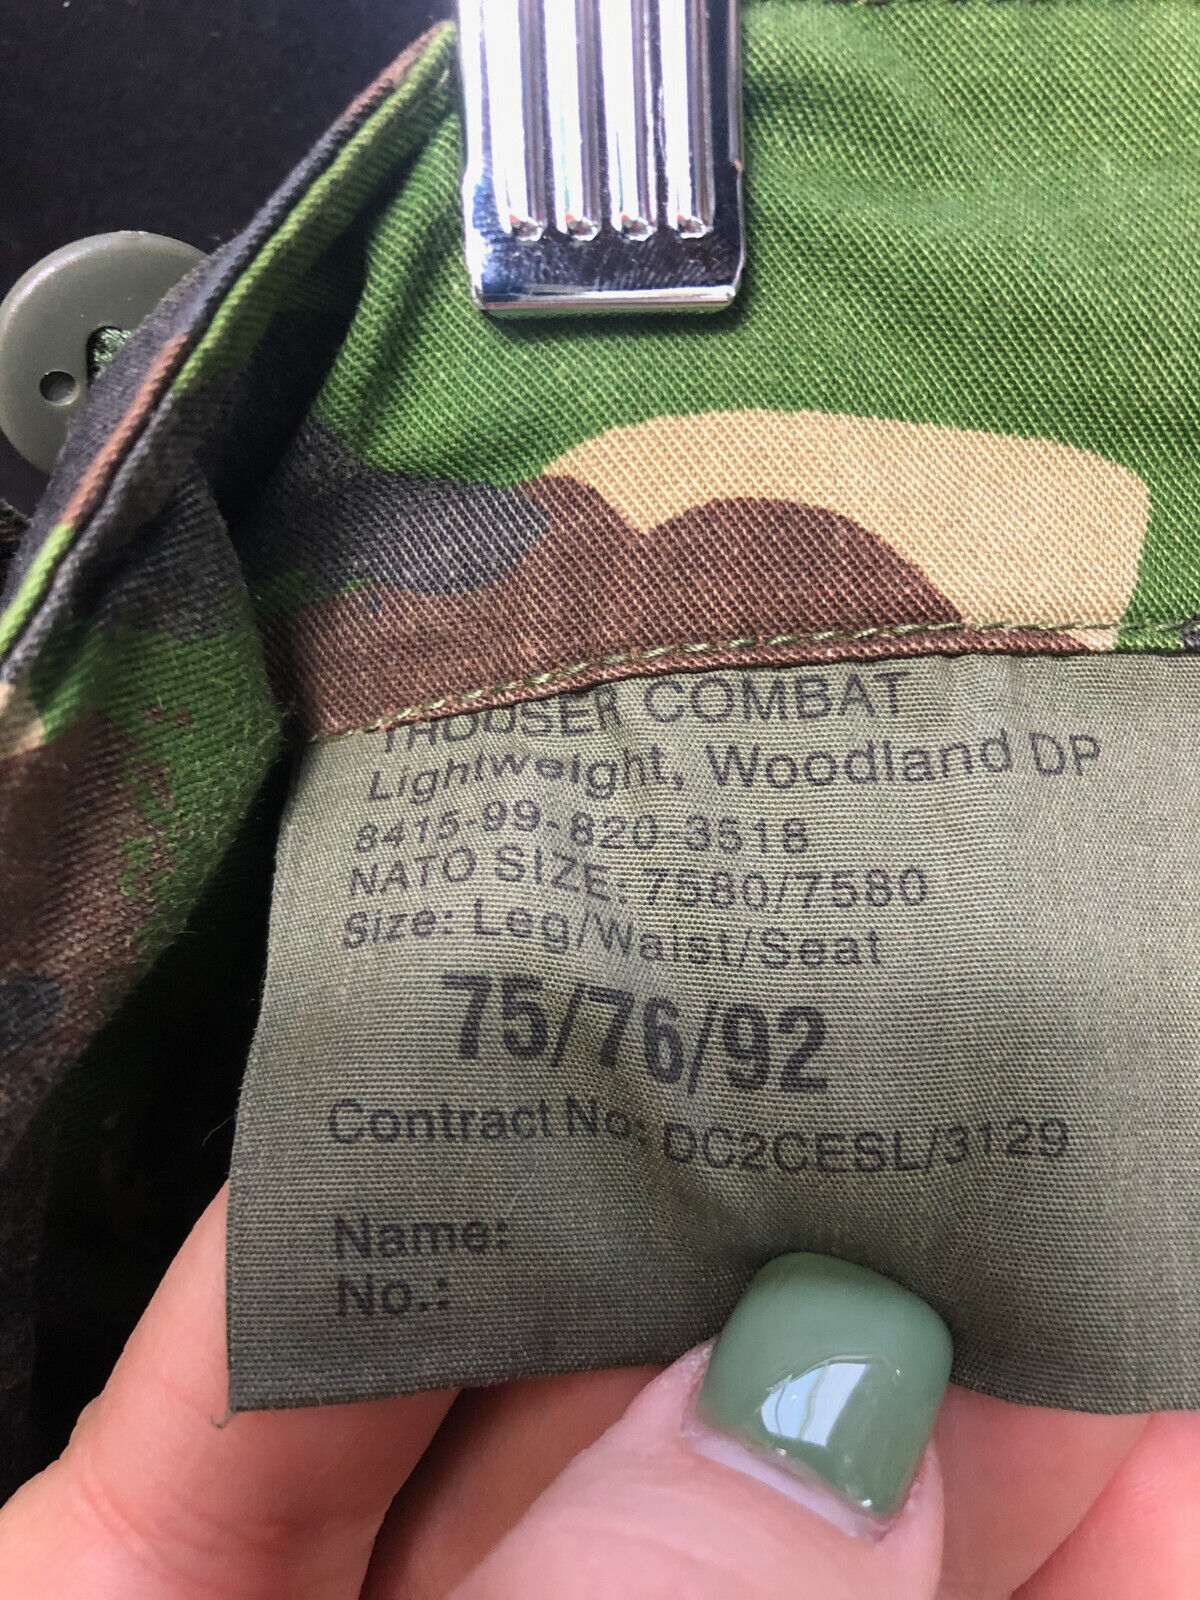 TROUSER COMBAT
Lightweight, Woodland DP
8415-99-820-3518
NATO SIZE: 7580/7580
Size: Leg/Waist/Seat
75/76/92
Contract No: DC2CESL/3129
Name:
No.: